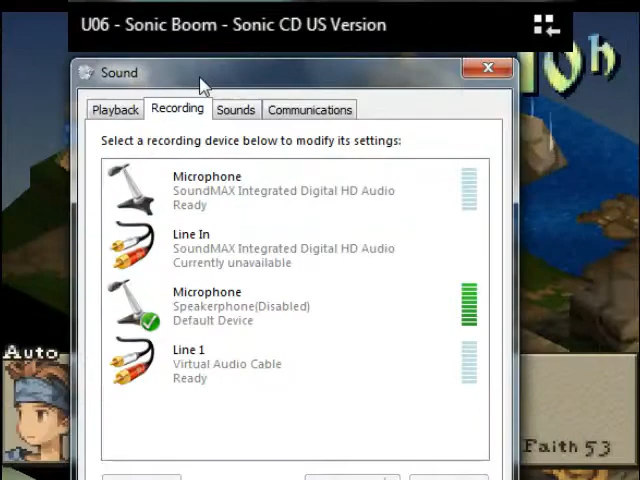 U06 - Sonic Boom - Sonic CD US Version
Sound
Playback
Recording
Sounds
Communications
Select a recording device below to modify its settings:
Microphone
SoundMAX Integrated Digital HD Audio
Ready
Line In
SoundMAX Integrated Digital HD Audio
Currently unavailable
Microphone
Speakerphone(Disabled)
Default Device
Line 1
Virtual Audio Cable
Ready
Auto
Faith 53